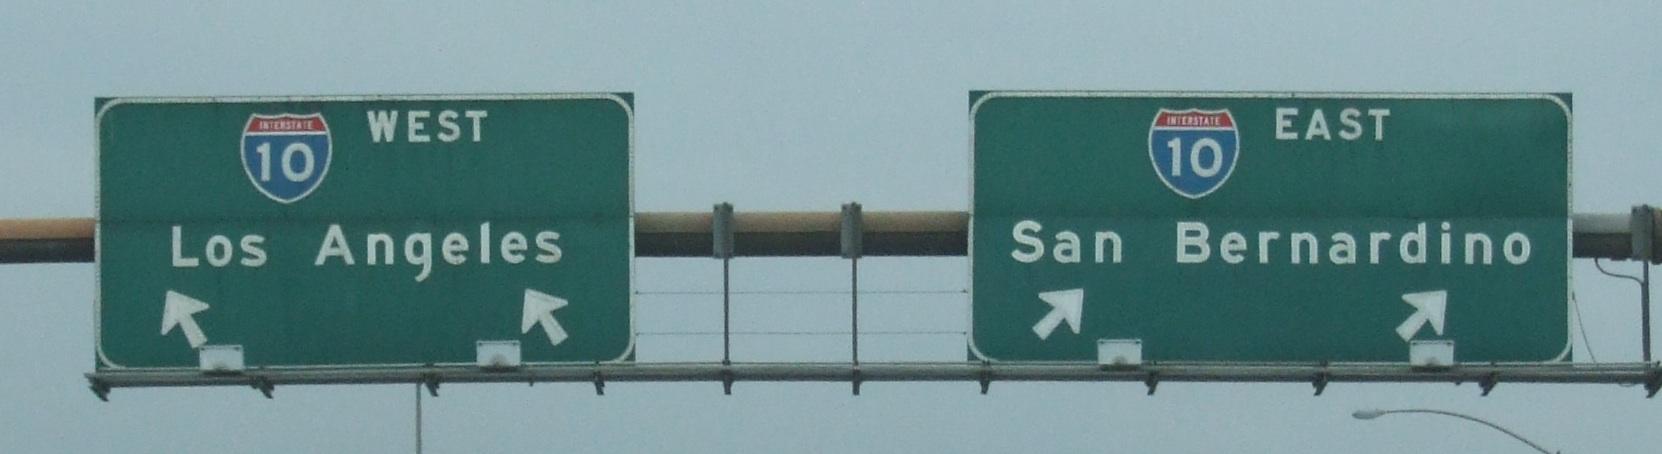 WEST
INTERSTATE
10
Los Angeles
EAST
INTERSTATE
10
San Bernardino